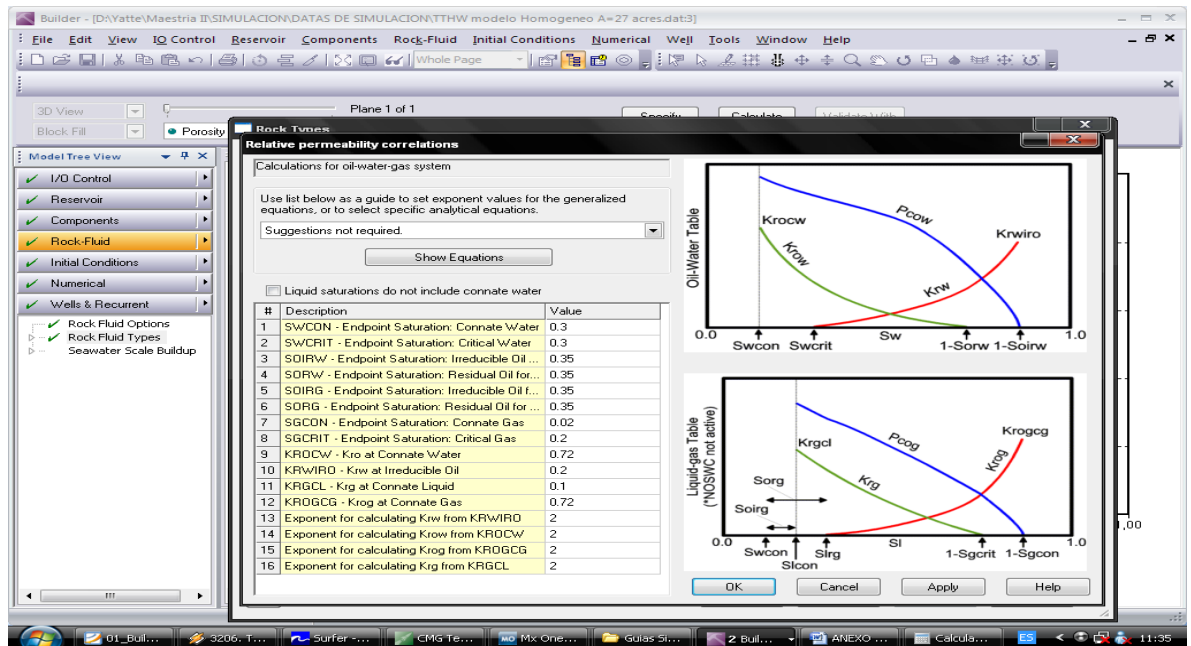 Builder - [D:\Yatte\Maestria II\SIMULACION\DATAS DE SIMULACION\TTHW modelo Homogeneo A=27 acres.dat:3]
File Edit View IO Control Reservoir Components Rock-Fluid Initial Conditions Numerical Well Tools Window Help
Whole Page
3D View
Plane 1 of 1
Specify Calculate Validate With
Block Fill
Porosity
Rock Types
Relative permeability correlations
Model Tree View
I/O Control
Reservoir
Components
Rock-Fluid
Initial Conditions
Numerical
Wells & Recurrent
Rock Fluid Options
Rock Fluid Types
Seawater Scale Buildup
Calculations for oil-water-gas system
Use list below as a guide to set exponent values for the generalized
equations, or to select specific analytical equations.
Suggestions not required.
Show Equations
Liquid saturations do not include connate water
# Description Value
1 SWCON - Endpoint Saturation: Connate Water 0.3
2 SWCRIT - Endpoint Saturation: Critical Water 0.3
3 SOIRW - Endpoint Saturation: Irreducible Oil ... 0.35
4 SORW - Endpoint Saturation: Residual Oil for... 0.35
5 SOIRG - Endpoint Saturation: Irreducible Oil f... 0.35
6 SORG - Endpoint Saturation: Residual Oil for ... 0.35
7 SGCON - Endpoint Saturation: Connate Gas 0.02
8 SGCRIT - Endpoint Saturation: Critical Gas 0.2
9 KROCW - Kro at Connate Water 0.72
10 KRWIRO - Krw at Irreducible Oil 0.2
11 KRGCL - Krg at Connate Liquid 0.1
12 KROGCG - Krog at Connate Gas 0.72
13 Exponent for calculating Krw from KRWIRO 2
14 Exponent for calculating Krow from KROCW 2
15 Exponent for calculating Krog from KROGCG 2
16 Exponent for calculating Krg from KRGCL 2
Oil-Water Table
Krocw
Pcow
Krwiro
Krow
Krw
0.0 Swcon Swcrit Sw 1-Sorw 1-Soirw 1.0
Liquid-gas Table
(*NOSWC not active)
Krgcl
Pcog
Krogcg
Sorg
Krg
Krog
Soirg
0.0 Swcon Slcon Slrg Sl 1-Sgcrit 1-Sgcon 1.0
1,00
OK Cancel Apply Help
01_Buil... 3206. T... Surfer -... CMG Te... Mx One... Guias Si... 2 Buil... ANEXO ... Calcula... ES 11:35